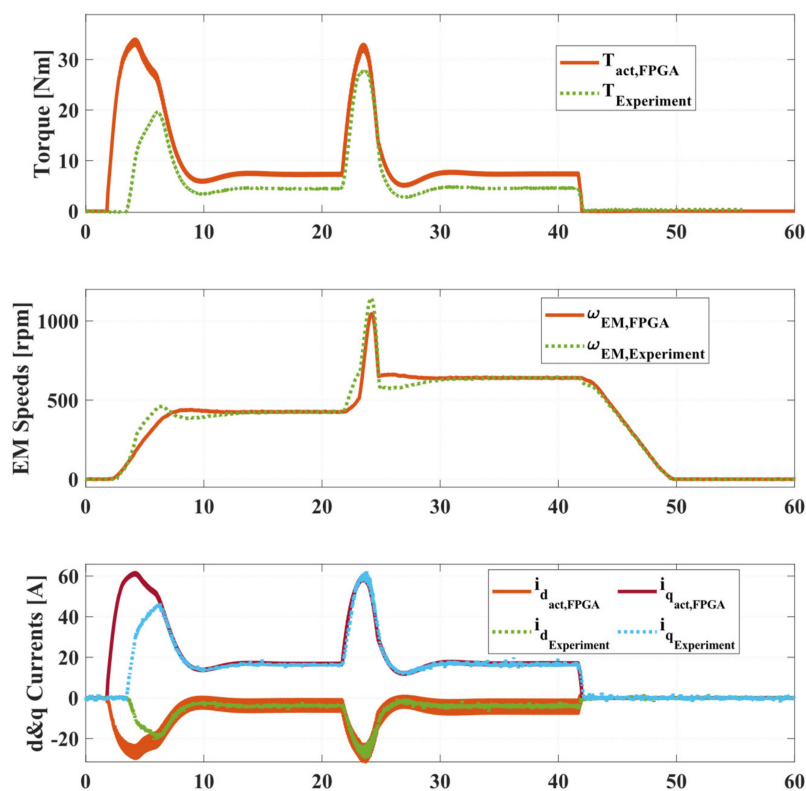 Torque [Nm]
30
20
10
0
T act,FPGA
T Experiment
0 10 20 30 40 50 60
EM Speeds [rpm]
1000
500
0
ω EM,FPGA
ω EM,Experiment
0 10 20 30 40 50 60
d&q Currents [A]
60
40
20
0
-20
i d act,FPGA i q act,FPGA
i d Experiment i q Experiment
0 10 20 30 40 50 60